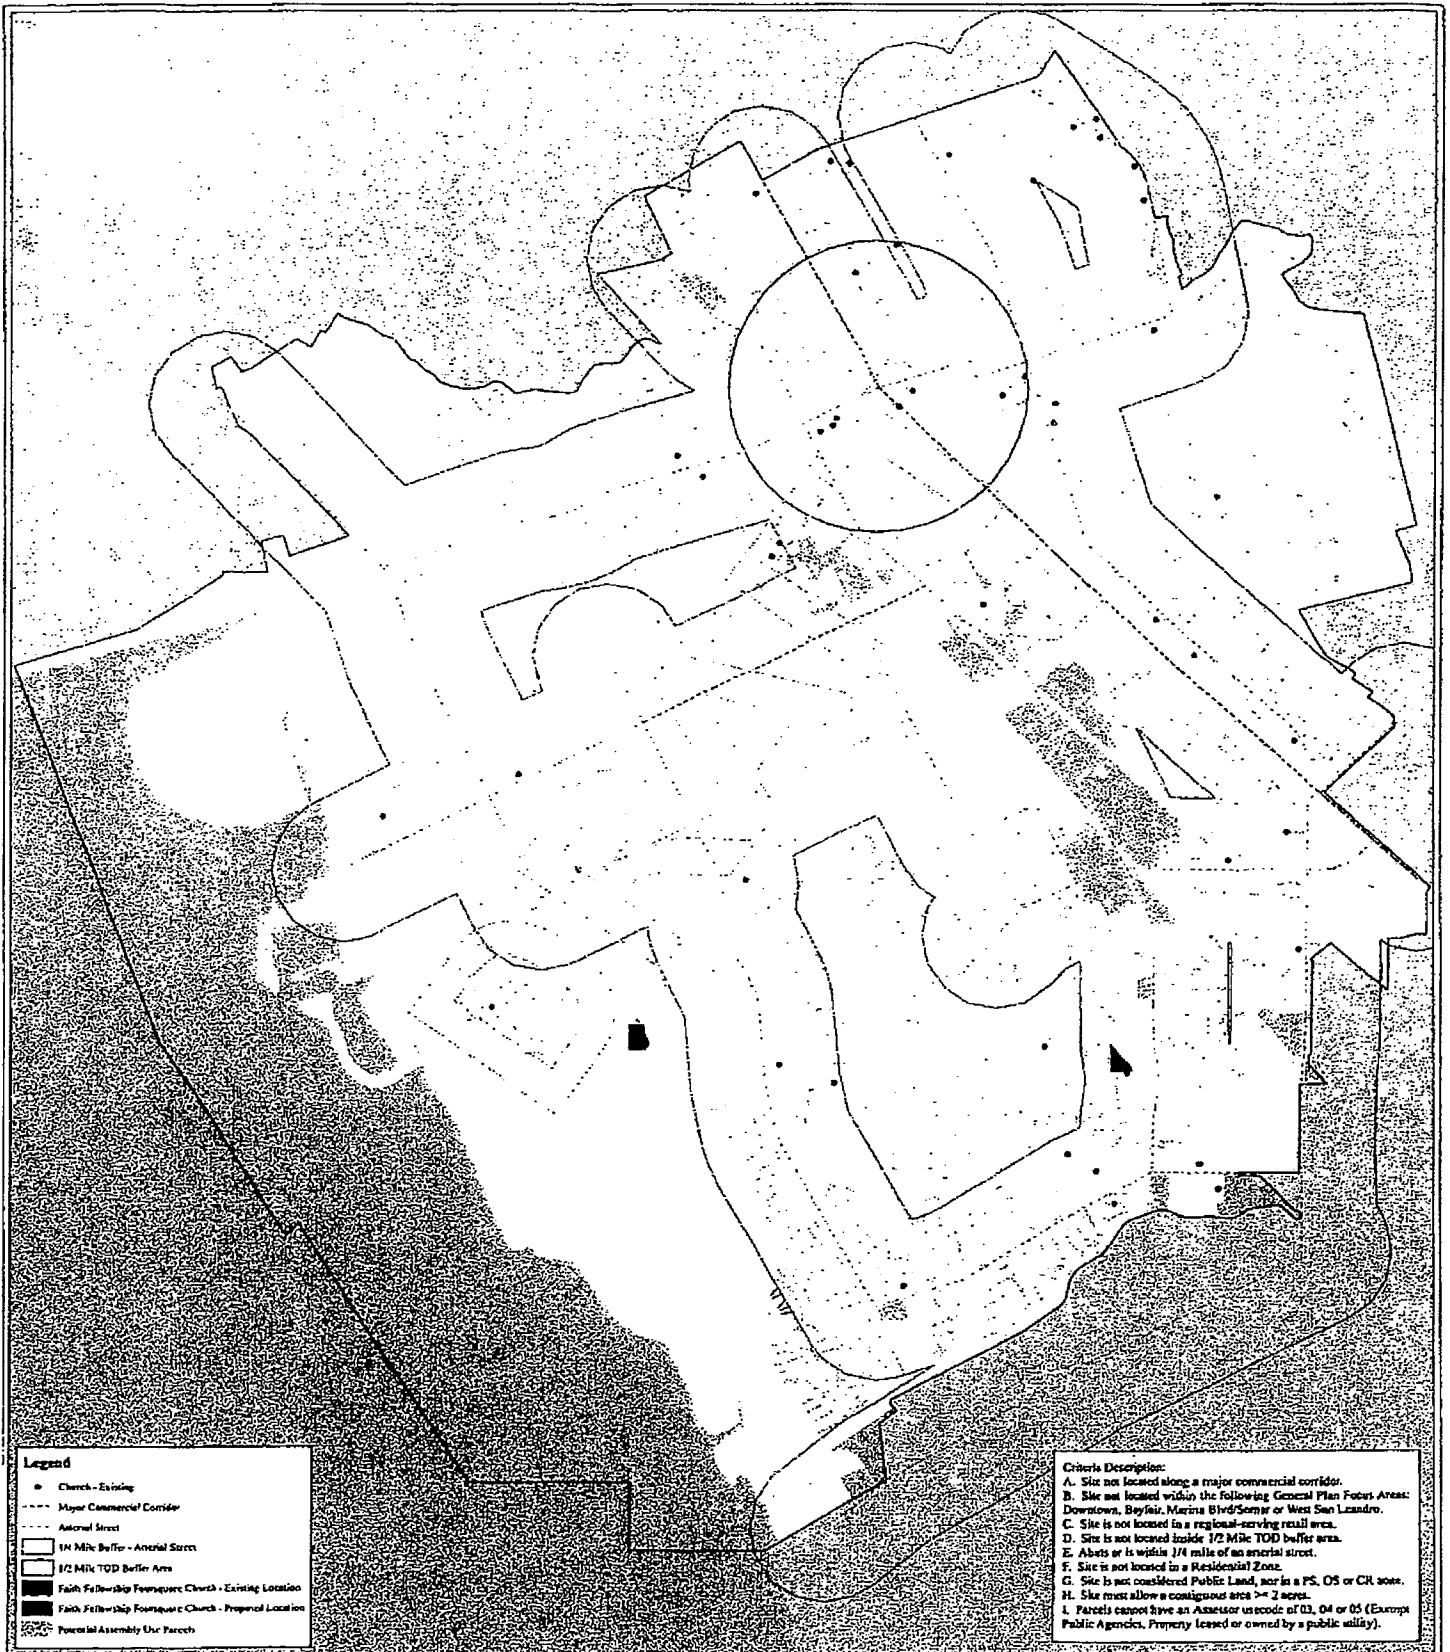 Legend
Church - Existing
Major Commercial Corridor
Arterial Street
1/4 Mile Buffer - Arterial Street
1/2 Mile TOD Buffer Area
Faith Fellowship Foursquare Church - Existing Location
Faith Fellowship Foursquare Church - Proposed Location
Potential Assembly Use Parcels
Criteria Description:
A. Site not located along a major commercial corridor.
B. Site not located within the following General Plan Focus Areas:
Downtown, Bayfair, Marina Blvd/Somar or West San Leandro.
C. Site is not located in a regional-serving retail area.
D. Site is not located inside 1/2 Mile TOD buffer area.
E. Abuts or is within 1/4 mile of an arterial street.
F. Site is not located in a Residential Zone.
G. Site is not considered Public Land, nor in a PS, OS or CR zone.
H. Site must allow a contiguous area >= 2 acres.
I. Parcels cannot have an Assessor usecode of 03, 04 or 05 (Exempt
Public Agencies, Property leased or owned by a public utility).